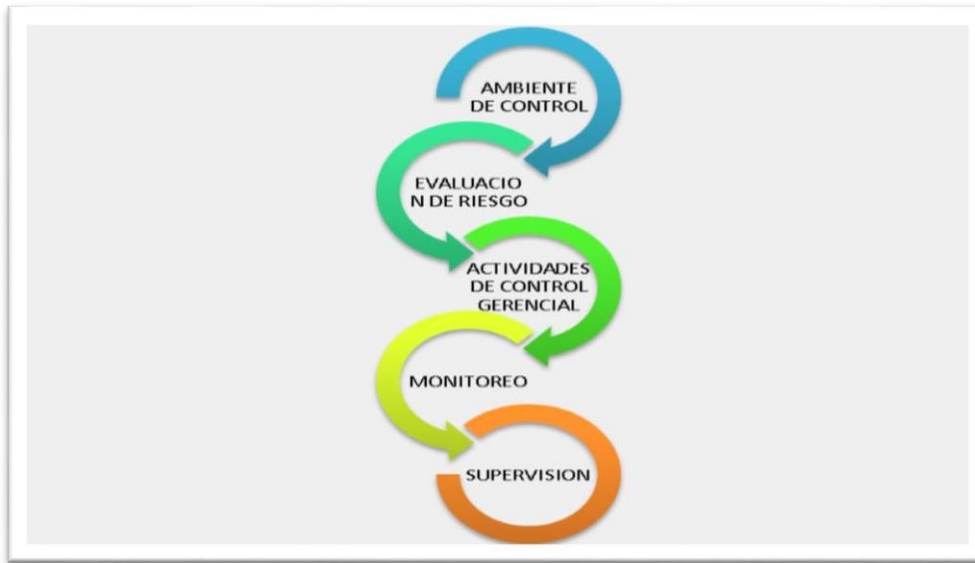 AMBIENTE
DE CONTROL
EVALUACIO
N DE RIESGO
ACTIVIDADES
DE CONTROL
GERENCIAL
MONITOREO
SUPERVISION